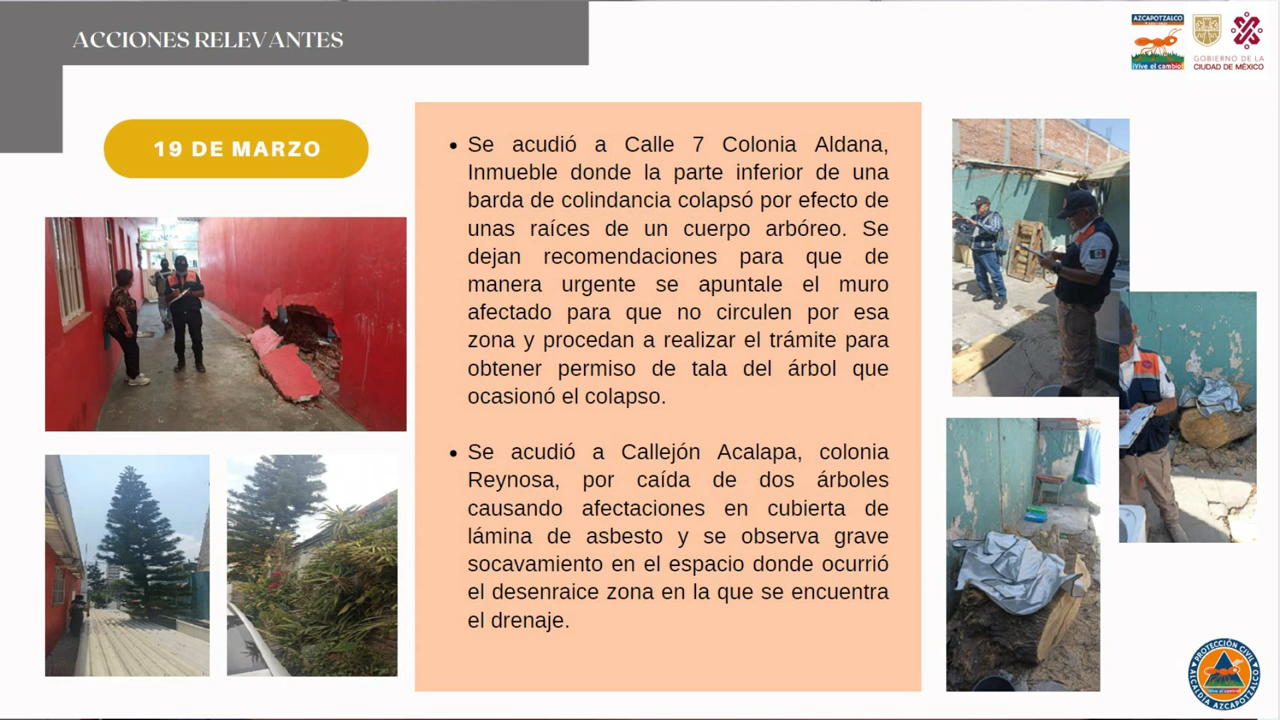 ACCIONES RELEVANTES
AZCAPOTZALCO
¡Vive el cambio!
GOBIERNO DE LA
CIUDAD DE MÉXICO
19 DE MARZO
• Se acudió a Calle 7 Colonia Aldana,
Inmueble donde la parte inferior de una
barda de colindancia colapsó por efecto de
unas raíces de un cuerpo arbóreo. Se
dejan recomendaciones para que de
manera urgente se apuntale el muro
afectado para que no circulen por esa
zona y procedan a realizar el trámite para
obtener permiso de tala del árbol que
ocasionó el colapso.
• Se acudió a Callejón Acalapa, colonia
Reynosa, por caída de dos árboles
causando afectaciones en cubierta de
lámina de asbesto y se observa grave
socavamiento en el espacio donde ocurrió
el desenraice zona en la que se encuentra
el drenaje.
PROTECCIÓN CIVIL
¡Vive el cambio!
ALCALDÍA AZCAPOTZALCO